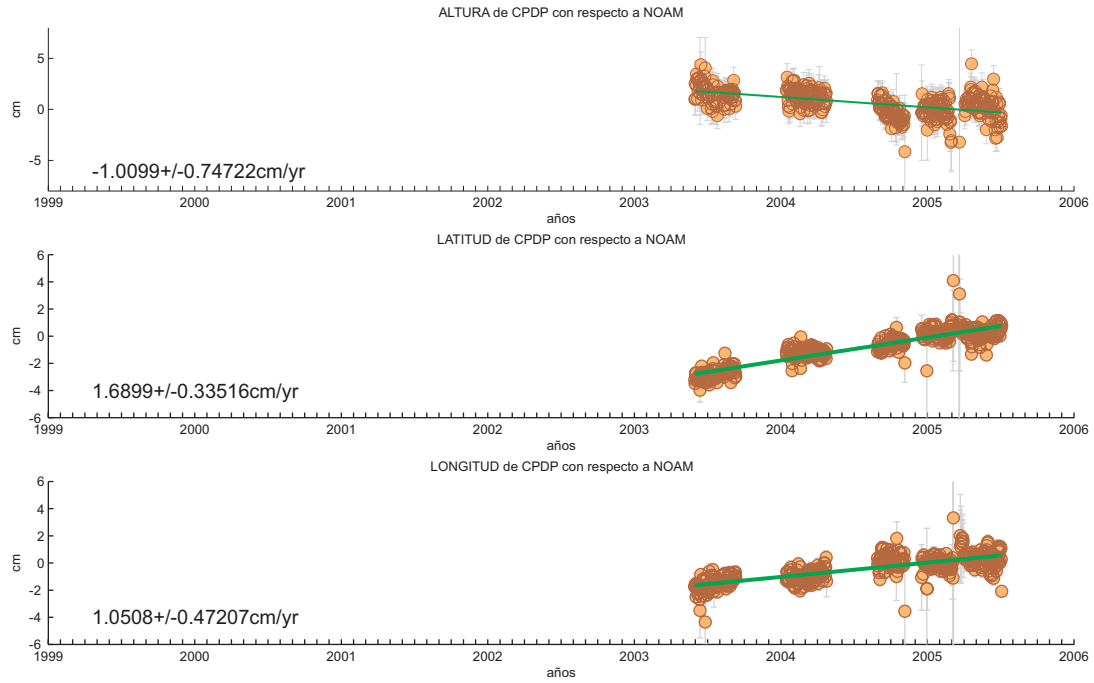 ALTURA de CPDP con respecto a NOAM
5
0
-5
cm
-1.0099+/-0.74722cm/yr
1999 2000 2001 2002 2003 2004 2005 2006
años
LATITUD de CPDP con respecto a NOAM
6
4
2
0
-2
-4
-6
cm
1.6899+/-0.33516cm/yr
1999 2000 2001 2002 2003 2004 2005 2006
años
LONGITUD de CPDP con respecto a NOAM
6
4
2
0
-2
-4
-6
cm
1.0508+/-0.47207cm/yr
1999 2000 2001 2002 2003 2004 2005 2006
años